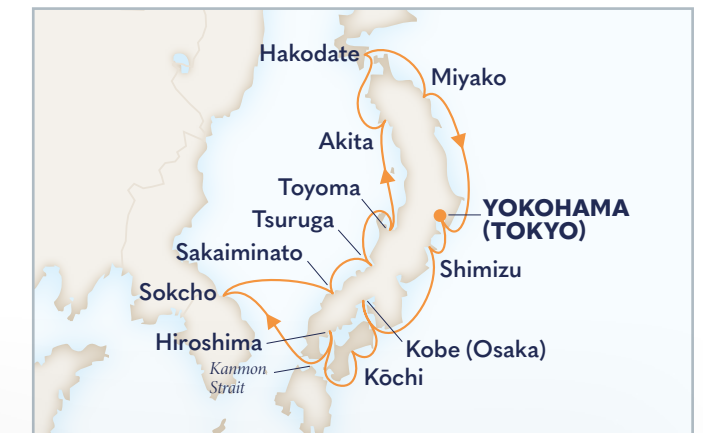 Hakodate
Miyako
Akita
Toyoma
YOKOHAMA
(TOKYO)
Tsuruga
Sakaiminato
Shimizu
Sokcho
Hiroshima
Kobe (Osaka)
Kanmon
Strait
Kōchi